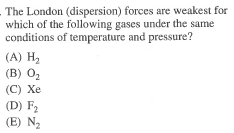 . The London (dispersion) forces are weakest for
which of the following gases under the same
conditions of temperature and pressure?
(A) H₂
(B) O₂
(C) Xe
(D) F₂
(E) N₂